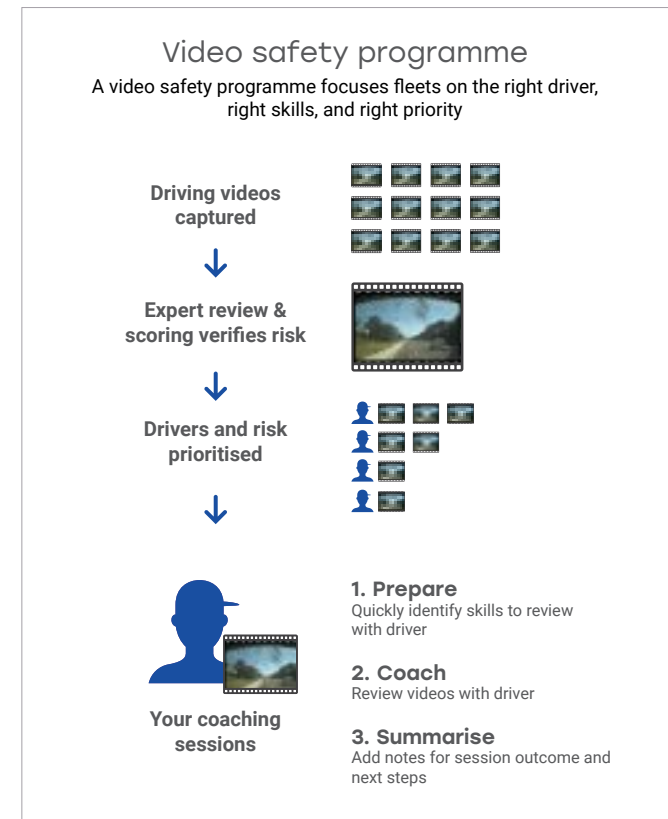 Video safety programme
A video safety programme focuses fleets on the right driver,
right skills, and right priority
Driving videos
captured
Expert review &
scoring verifies risk
Drivers and risk
prioritised
Your coaching
sessions
1. Prepare
Quickly identify skills to review
with driver
2. Coach
Review videos with driver
3. Summarise
Add notes for session outcome and
next steps